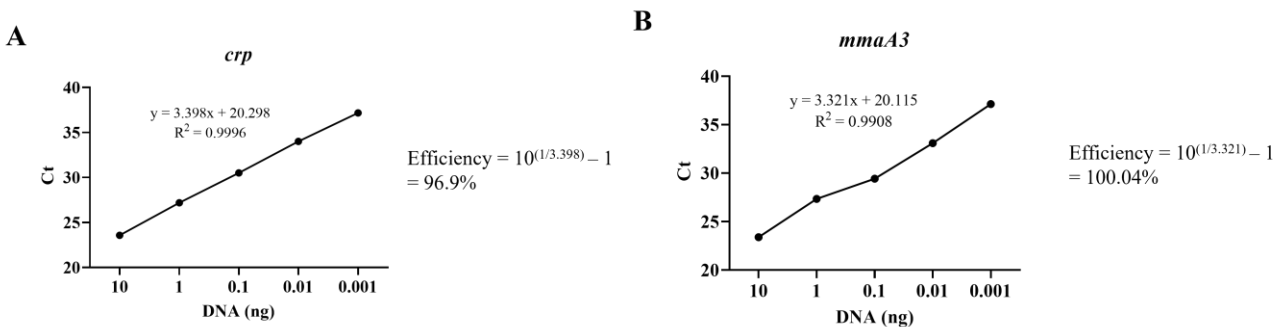 A
crp
40
35
30
25
20
Ct
y = 3.398x + 20.298
R² = 0.9996
10 1 0.1 0.01 0.001
DNA (ng)
Efficiency = 10^(1/3.398) – 1
= 96.9%
B
mmaA3
40
35
30
25
20
Ct
y = 3.321x + 20.115
R² = 0.9908
10 1 0.1 0.01 0.001
DNA (ng)
Efficiency = 10^(1/3.321) – 1
= 100.04%